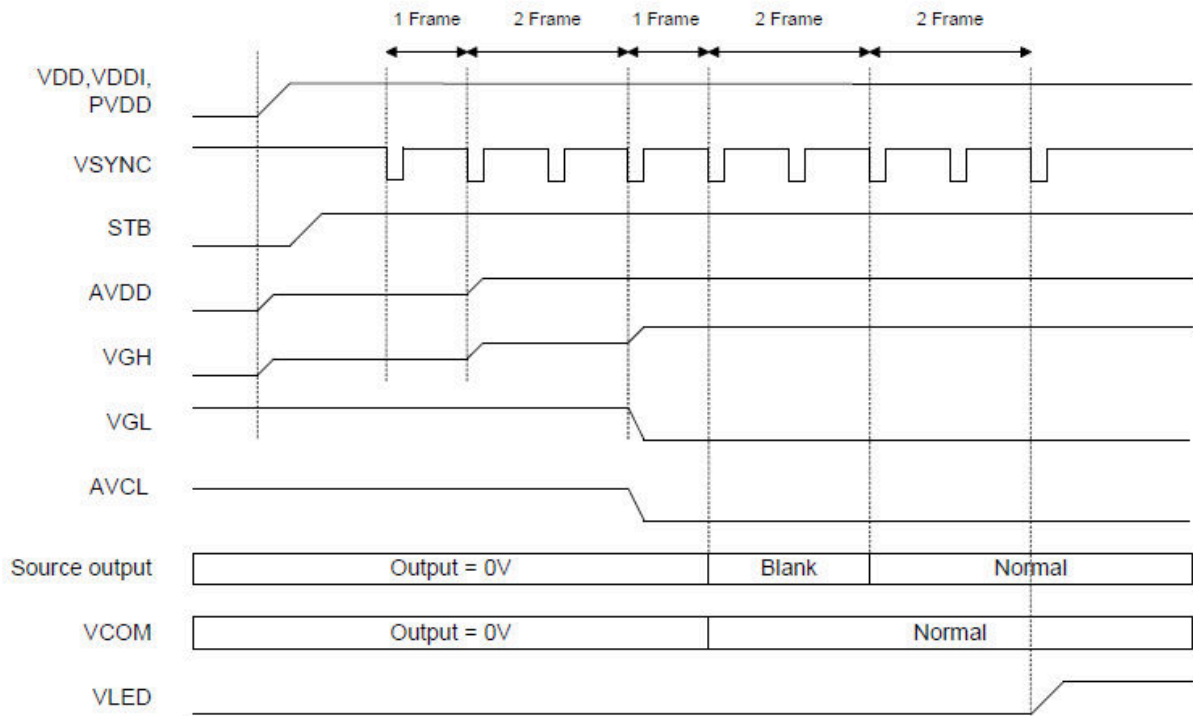 1 Frame 2 Frame 1 Frame 2 Frame 2 Frame
VDD,VDDI,
PVDD
VSYNC
STB
AVDD
VGH
VGL
AVCL
Source output Output = 0V Blank Normal
VCOM Output = 0V Normal
VLED